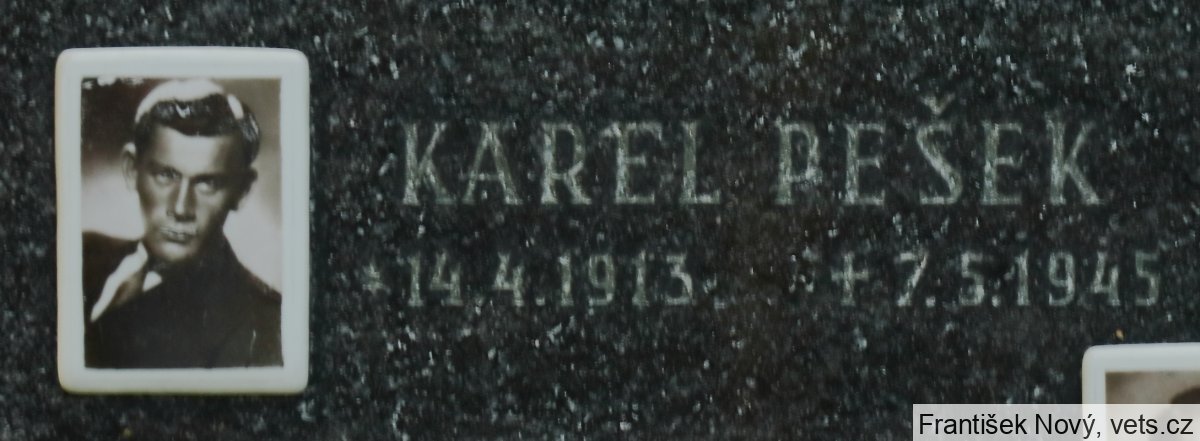 KAREL PEŠEK
* 14.4.1913 † 7.5.1945
František Nový, vets.cz